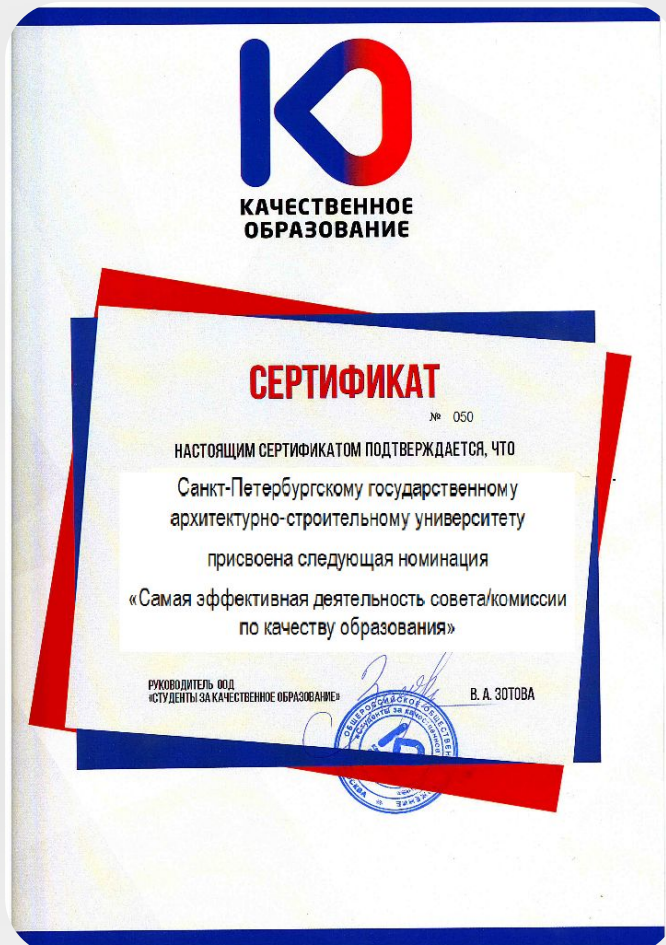 КАЧЕСТВЕННОЕ
ОБРАЗОВАНИЕ
СЕРТИФИКАТ
№ 050
НАСТОЯЩИМ СЕРТИФИКАТОМ ПОДТВЕРЖДАЕТСЯ, ЧТО
Санкт-Петербургскому государственному
архитектурно-строительному университету
присвоена следующая номинация
«Самая эффективная деятельность совета/комиссии
по качеству образования»
РУКОВОДИТЕЛЬ ООД
«СТУДЕНТЫ ЗА КАЧЕСТВЕННОЕ ОБРАЗОВАНИЕ»
В. А. ЗОТОВА